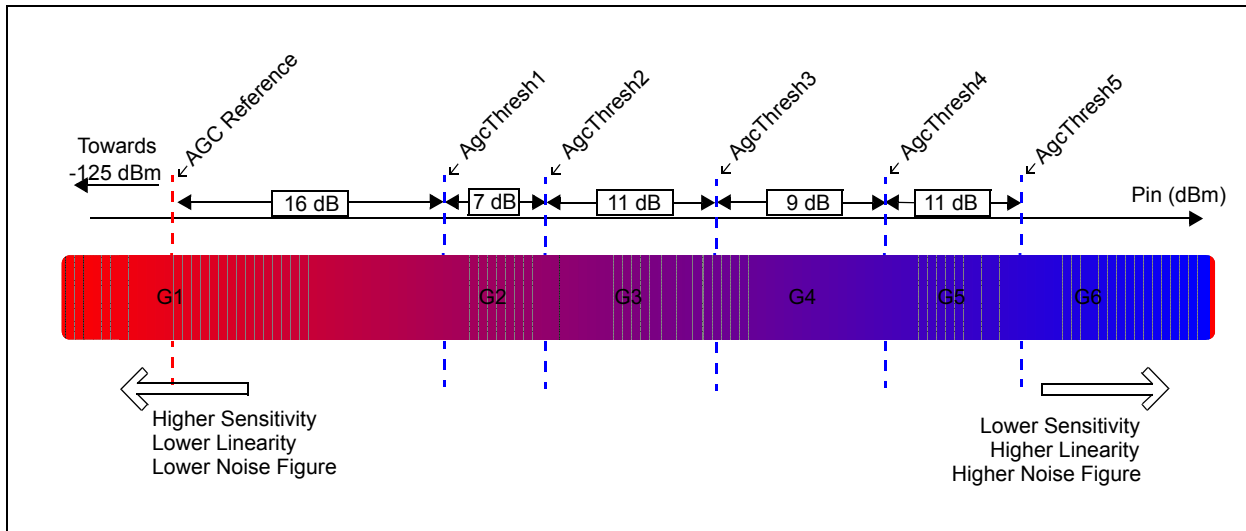 AGC Reference
AgcThresh1
AgcThresh2
AgcThresh3
AgcThresh4
AgcThresh5
Towards
-125 dBm
16 dB
7 dB
11 dB
9 dB
11 dB
Pin (dBm)
G1
G2
G3
G4
G5
G6
Higher Sensitivity
Lower Linearity
Lower Noise Figure
Lower Sensitivity
Higher Linearity
Higher Noise Figure